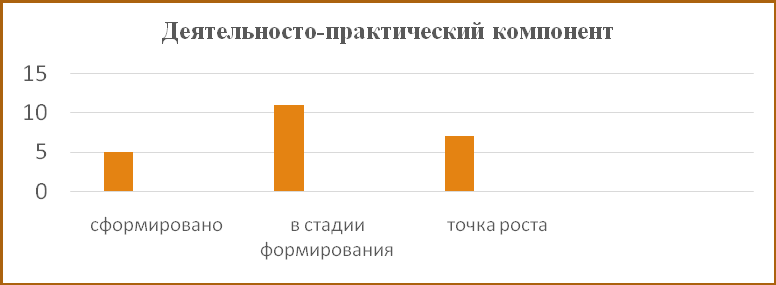 Деятельносто-практический компонент
15
10
5
0
сформировано
в стадии
формирования
точка роста